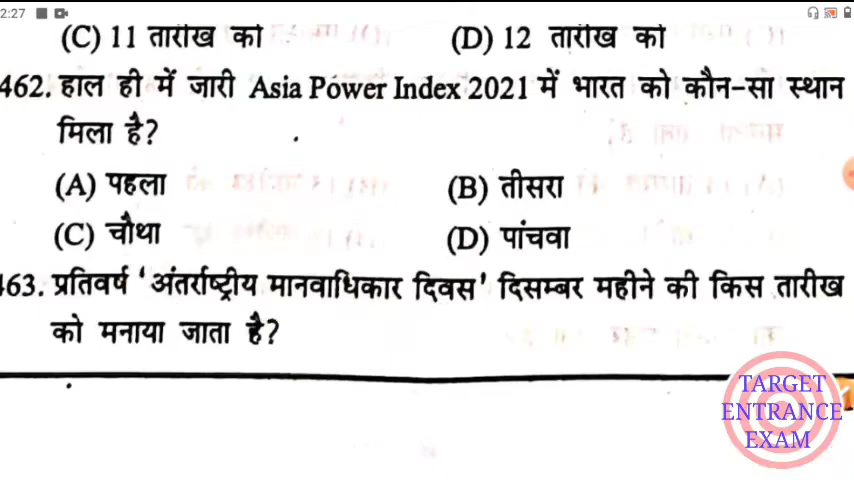 2:27
(C) 11 तारीख को (D) 12 तारीख को
462. हाल ही में जारी Asia Power Index 2021 में भारत को कौन-सा स्थान
मिला है?
(A) पहला (B) तीसरा
(C) चौथा (D) पांचवा
463. प्रतिवर्ष ' अंतर्राष्ट्रीय मानवाधिकार दिवस ' दिसम्बर महीने की किस तारीख
को मनाया जाता है?
TARGET
ENTRANCE
EXAM